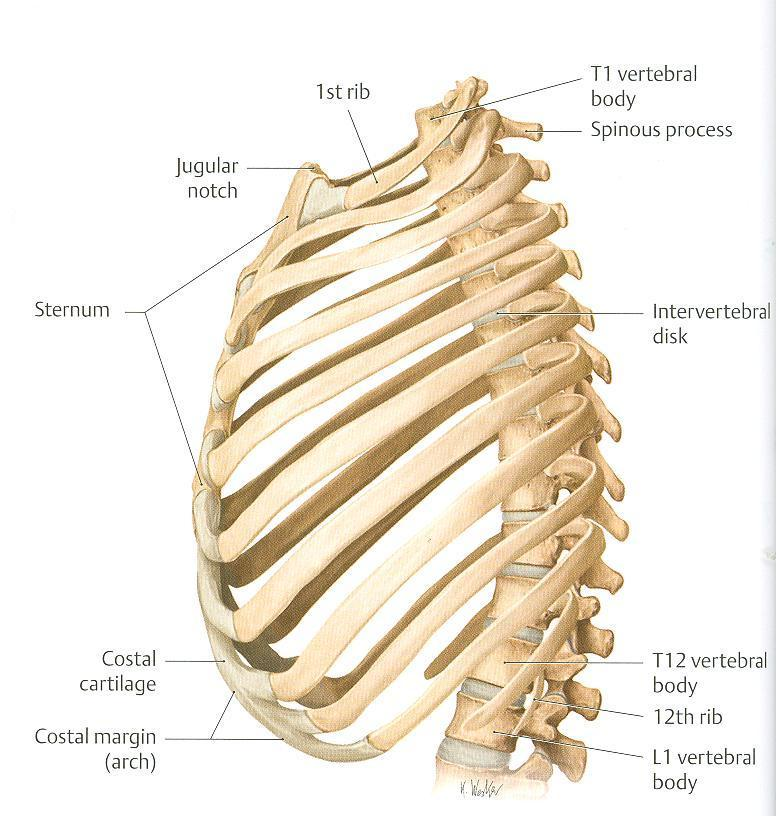 T1 vertebral
body
1st rib
Spinous process
Jugular
notch
Sternum
Intervertebral
disk
Costal
cartilage
T12 vertebral
body
12th rib
Costal margin
(arch)
L1 vertebral
body